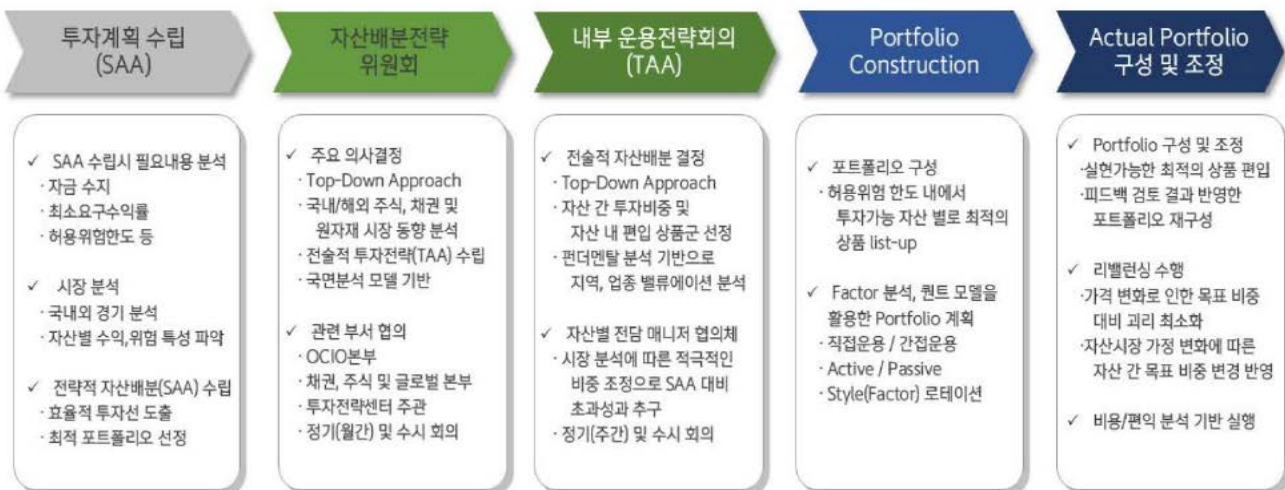 투자계획 수립
(SAA)
✓ SAA 수립시 필요내용 분석
· 자금 수지
· 최소요구수익률
· 허용위험한도 등
✓ 시장 분석
· 국내외 경기 분석
· 자산별 수익,위험 특성 파악
✓ 전략적 자산배분(SAA) 수립
· 효율적 투자선 도출
· 최적 포트폴리오 선정
자산배분전략
위원회
✓ 주요 의사결정
· Top-Down Approach
· 국내/해외 주식, 채권 및
원자재 시장 동향 분석
· 전술적 투자전략(TAA) 수립
· 국면분석 모델 기반
✓ 관련 부서 협의
· OCIO본부
· 채권, 주식 및 글로벌 본부
· 투자전략센터 주관
· 정기(월간) 및 수시 회의
내부 운용전략회의
(TAA)
✓ 전술적 자산배분 결정
· Top-Down Approach
· 자산 간 투자비중 및
자산 내 편입 상품군 선정
· 펀더멘탈 분석 기반으로
지역, 업종 밸류에이션 분석
✓ 자산별 전담 매니저 협의체
· 시장 분석에 따른 적극적인
비중 조정으로 SAA 대비
초과성과 추구
· 정기(주간) 및 수시 회의
Portfolio
Construction
✓ 포트폴리오 구성
· 허용위험 한도 내에서
투자가능 자산 별로 최적의
상품 list-up
✓ Factor 분석, 퀀트 모델을
활용한 Portfolio 계획
· 직접운용 / 간접운용
· Active / Passive
· Style(Factor) 로테이션
Actual Portfolio
구성 및 조정
✓ Portfolio 구성 및 조정
·실현가능한 최적의 상품 편입
·피드백 검토 결과 반영한
포트폴리오 재구성
✓ 리밸런싱 수행
·가격 변화로 인한 목표 비중
대비 괴리 최소화
·자산시장 가정 변화에 따른
자산 간 목표 비중 변경 반영
✓ 비용/편익 분석 기반 실행